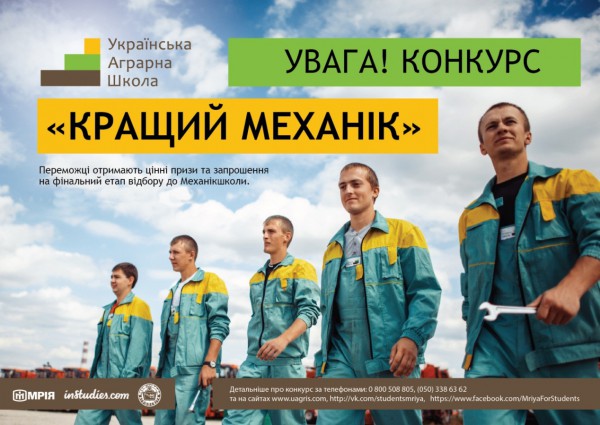 Українська
Аграрна
Школа
УВАГА! КОНКУРС
«КРАЩИЙ МЕХАНІК»
Переможці отримають цінні призи та запрошення
на фінальний етап відбору до Механікшколи.
МРІЯ
inStudies.com
Детальніше про конкурс за телефонами: 0 800 508 805, (050) 338 63 62
та на сайтах www.uagris.com, http://vk.com/studentsmriya, https://www.facebook.com/MriyaForStudents